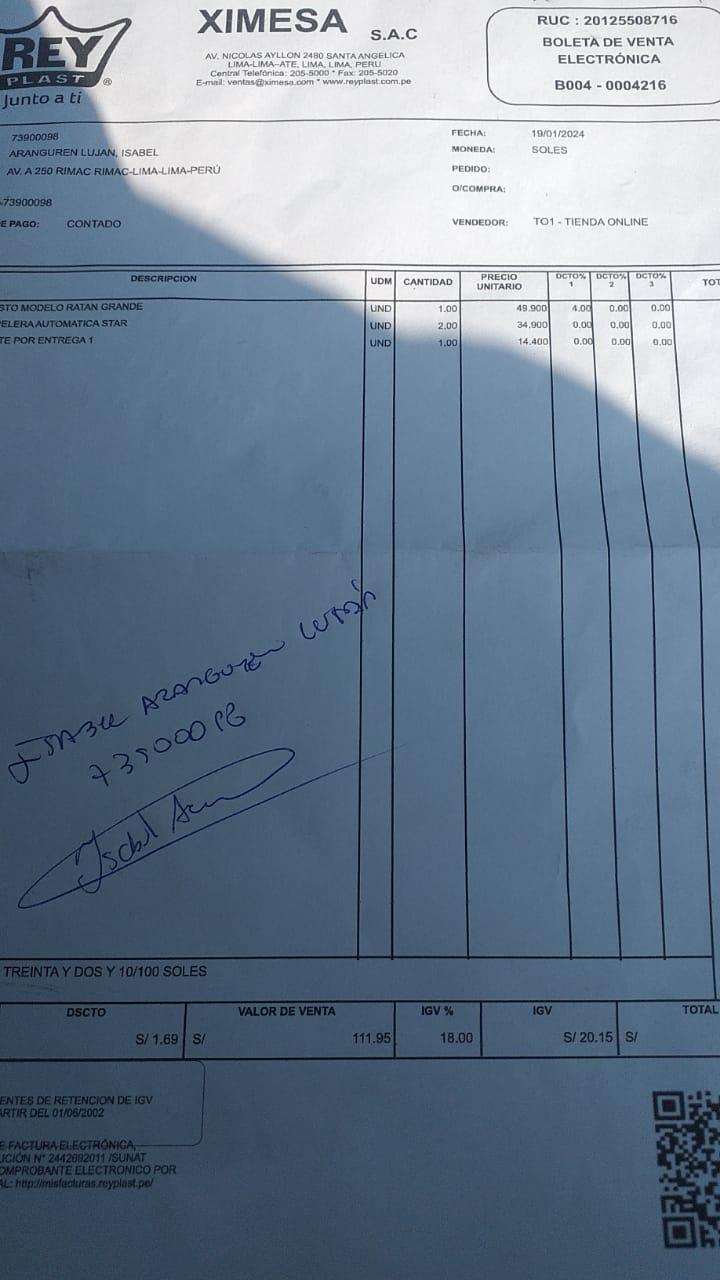 REY
PLAST ®
Junto a ti
XIMESA S.A.C
AV. NICOLAS AYLLON 2480 SANTA ANGELICA
LIMA-LIMA-ATE, LIMA, LIMA, PERU
Central Telefónica: 205-5000 * Fax: 205-5020
E-mail: ventas@ximesa.com * www.reyplast.com.pe
RUC : 20125508716
BOLETA DE VENTA
ELECTRÓNICA
B004 - 0004216
73900098
ARANGUREN LUJAN, ISABEL
AV. A 250 RIMAC RIMAC-LIMA-LIMA-PERÚ
-73900098
E PAGO: CONTADO
FECHA: 19/01/2024
MONEDA: SOLES
PEDIDO:
O/COMPRA:
VENDEDOR: TO1 - TIENDA ONLINE
DESCRIPCION UDM CANTIDAD PRECIO UNITARIO DCTO% 1 DCTO% 2 DCTO% 3 TOT
STO MODELO RATAN GRANDE UND 1.00 49.900 4.00 0.00 0.00
ELERA AUTOMATICA STAR UND 2.00 34.900 0.00 0.00 0.00
TE POR ENTREGA 1 UND 1.00 14.400 0.00 0.00 0.00
ISABEL ARANGUREN LUJÁN
Isabel
TREINTA Y DOS Y 10/100 SOLES
DSCTO VALOR DE VENTA IGV % IGV TOTAL
S/ 1.69 S/ 111.95 18.00 S/ 20.15 S/
ENTES DE RETENCION DE IGV
ARTIR DEL 01/06/2002
E FACTURA ELECTRÓNICA,
UCIÓN N° 2442692011 /SUNAT
OMPROBANTE ELECTRONICO POR
AL: http://misfacturas.reyplast.pe/